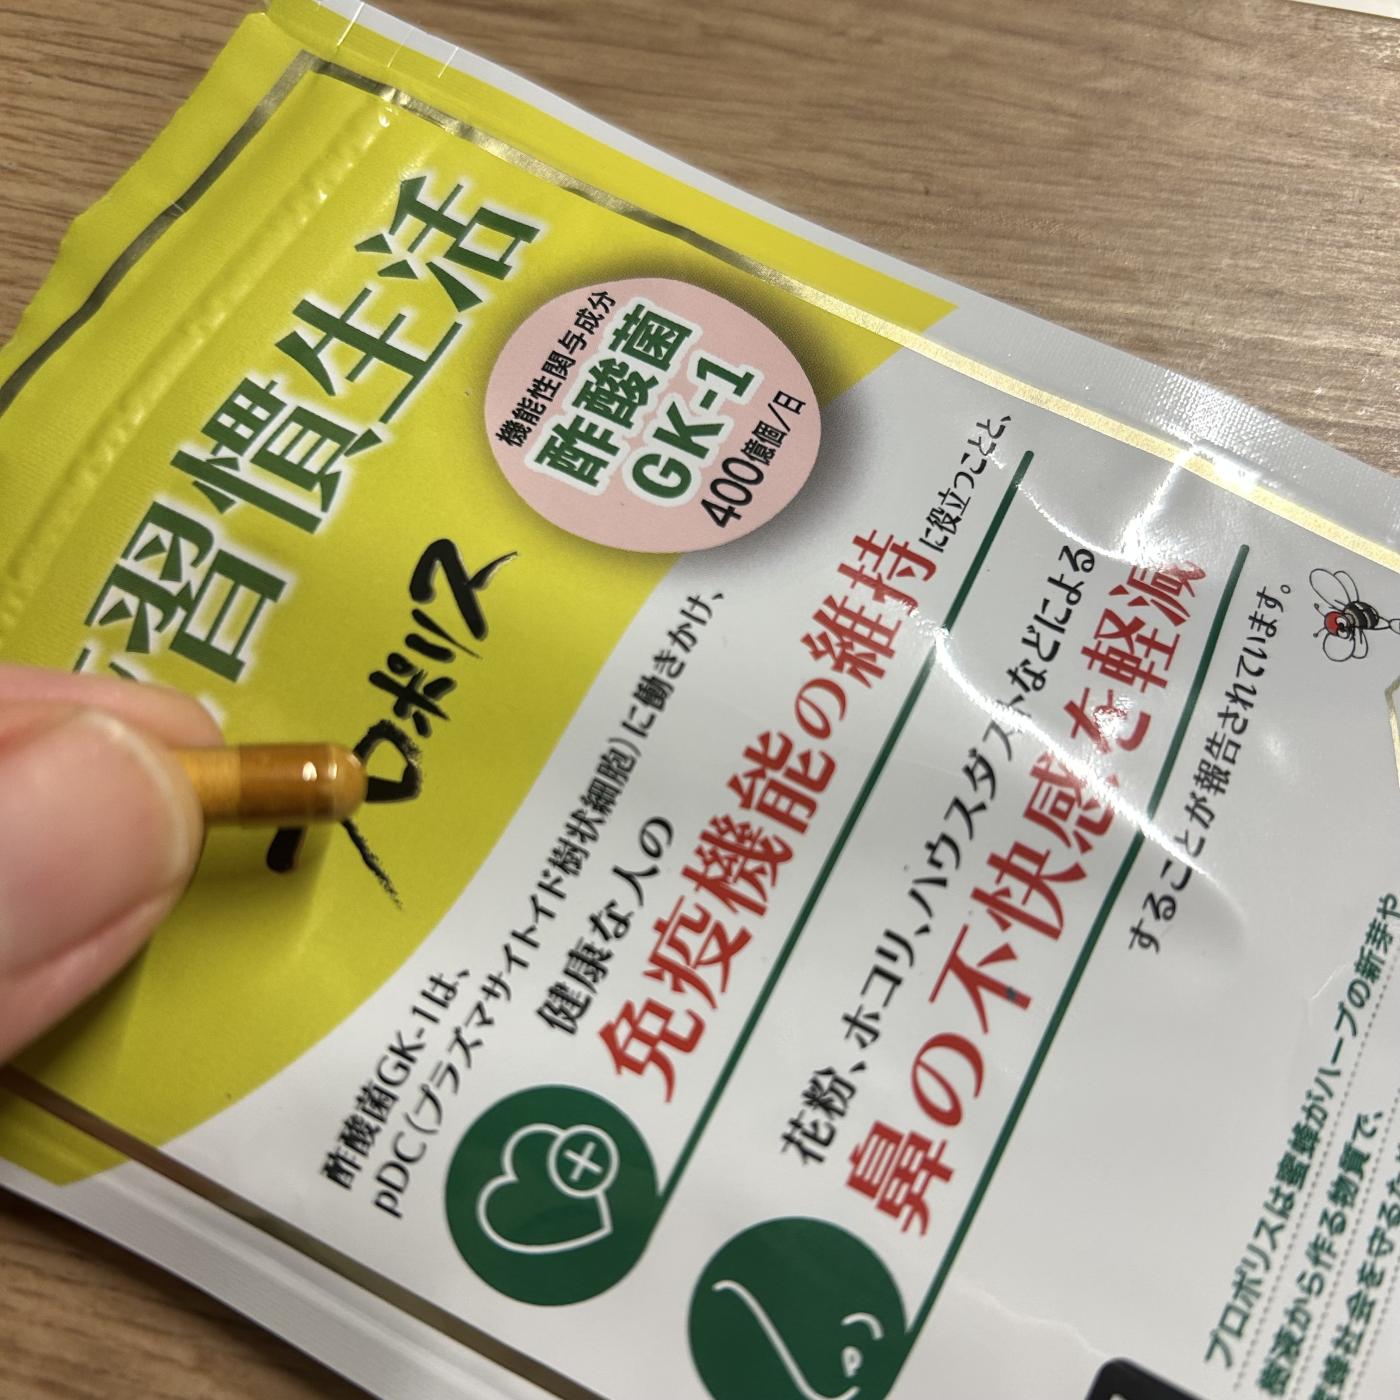 習慣生活
プロポリス
機能性関与成分
酢酸菌
GK-1
400億個/日
酢酸菌GK-1は、
pDC(プラズマサイトイド樹状細胞)に働きかけ、
健康な人の
免疫機能の維持に役立つことと、
花粉、ホコリ、ハウスダストなどによる
鼻の不快感を軽減
することが報告されています。
プロポリスは蜜蜂がハーブの新芽や
樹液から作る物質で、